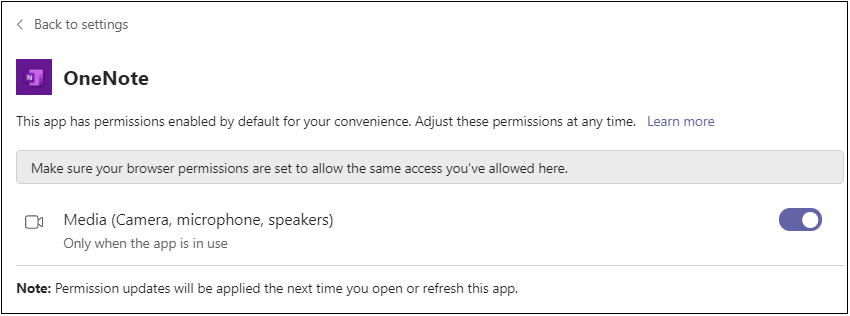 Back to settings
OneNote
This app has permissions enabled by default for your convenience. Adjust these permissions at any time. Learn more
Make sure your browser permissions are set to allow the same access you've allowed here.
Media (Camera, microphone, speakers)
Only when the app is in use
Note: Permission updates will be applied the next time you open or refresh this app.